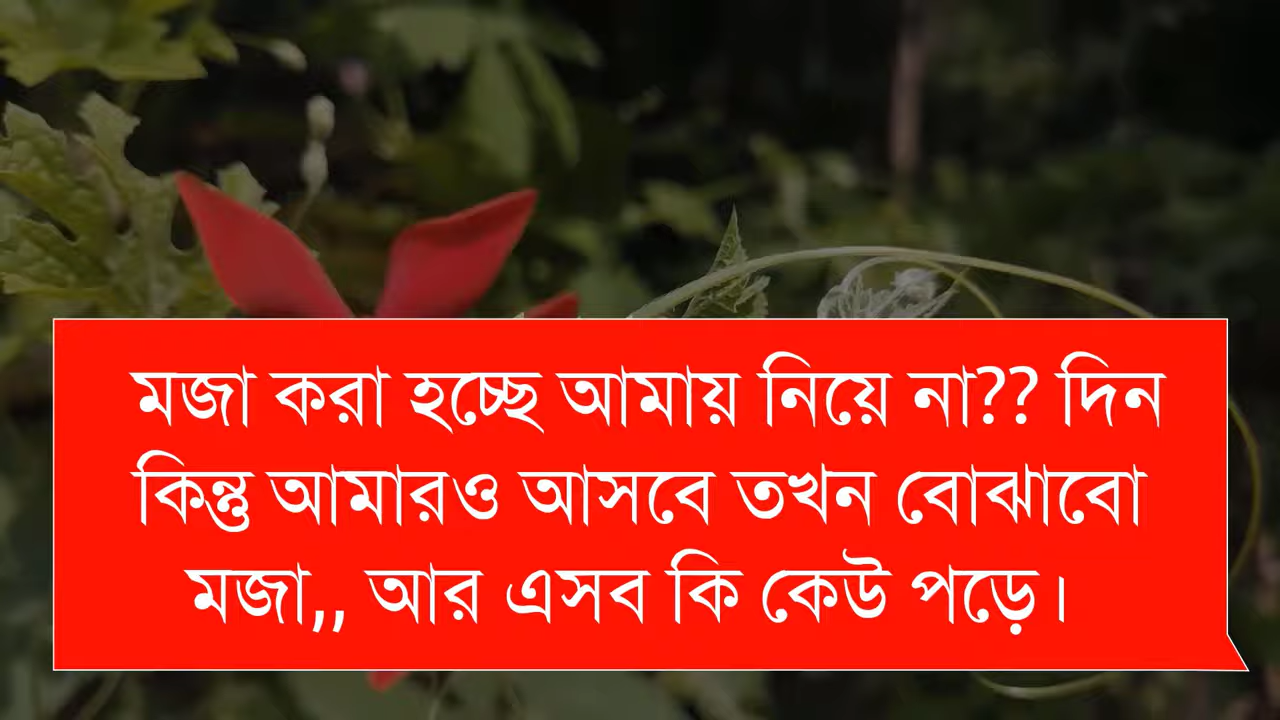 মজা করা হচ্ছে আমায় নিয়ে না?? দিন
কিন্তু আমারও আসবে তখন বোঝাবো
মজা,, আর এসব কি কেউ পড়ে।